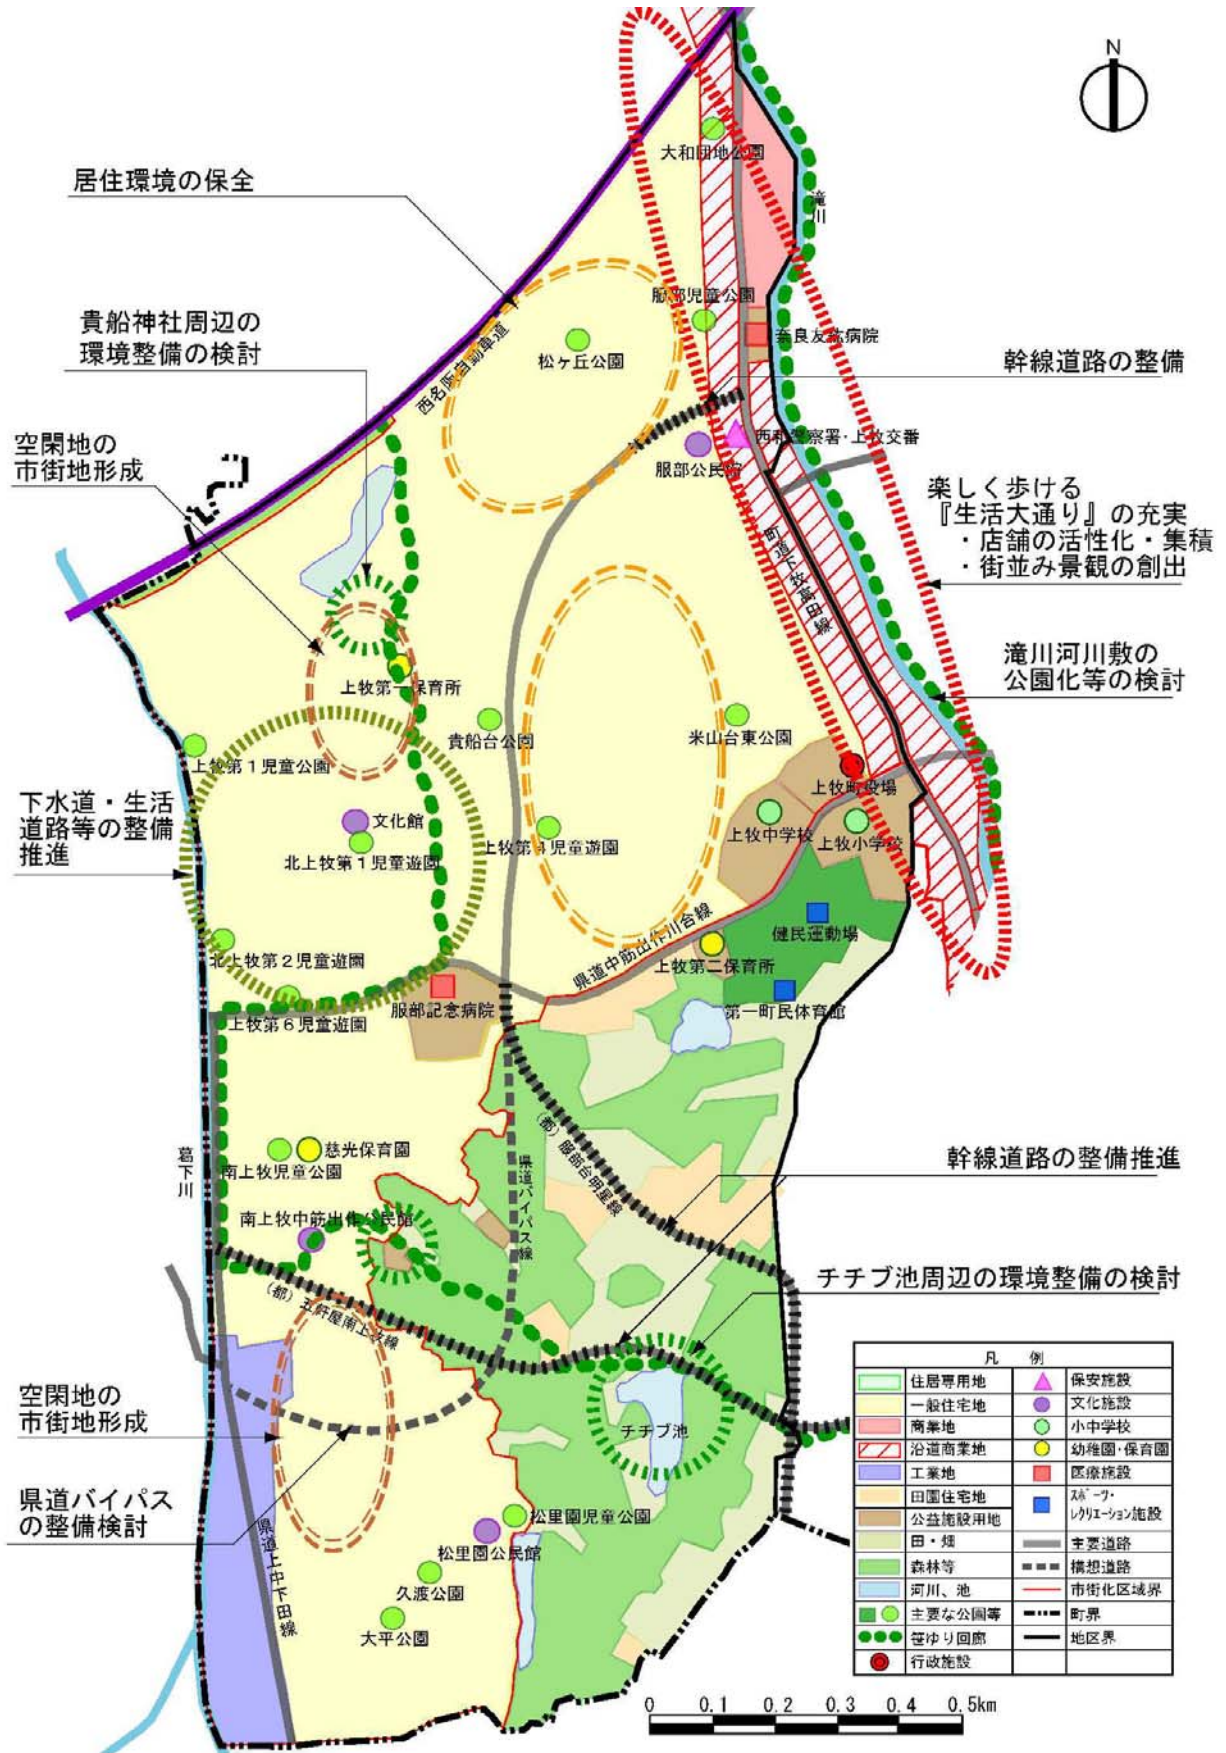 N
居住環境の保全
貴船神社周辺の
環境整備の検討
空閑地の
市街地形成
下水道・生活
道路等の整備
推進
空閑地の
市街地形成
県道バイパス
の整備検討
幹線道路の整備
楽しく歩ける
『生活大通り』の充実
・店舗の活性化・集積
・街並み景観の創出
滝川河川敷の
公園化等の検討
幹線道路の整備推進
チチブ池周辺の環境整備の検討
大和団地公園
滝川
服部児童公園
松ヶ丘公園
奈良友紘病院
西名阪自動車道
西和警察署・上牧交番
服部公民館
町道下牧高田線
上牧第一保育所
貴船台公園
米山台東公園
上牧第1児童公園
上牧町役場
文化館
北上牧第1児童遊園
上牧第4児童遊園
上牧中学校
上牧小学校
健民運動場
県道中筋出作川合線
上牧第二保育所
北上牧第2児童遊園
第一町民体育館
服部記念病院
上牧第6児童遊園
(都)服部台明星線
葛下川
慈光保育園
南上牧児童公園
県道バイパス線
南上牧中筋出作公民館
(都)五軒屋南上牧線
チチブ池
松里園児童公園
松里園公民館
久渡公園
大平公園
県道上中下田線
凡 例
住居専用地
保安施設
一般住宅地
文化施設
商業地
小中学校
沿道商業地
幼稚園・保育園
工業地
医療施設
田園住宅地
スポーツ・
レクリエーション施設
公益施設用地
田・畑
主要道路
森林等
構想道路
河川、池
市街化区域界
主要な公園等
町界
笹ゆり回廊
地区界
行政施設
0 0.1 0.2 0.3 0.4 0.5km